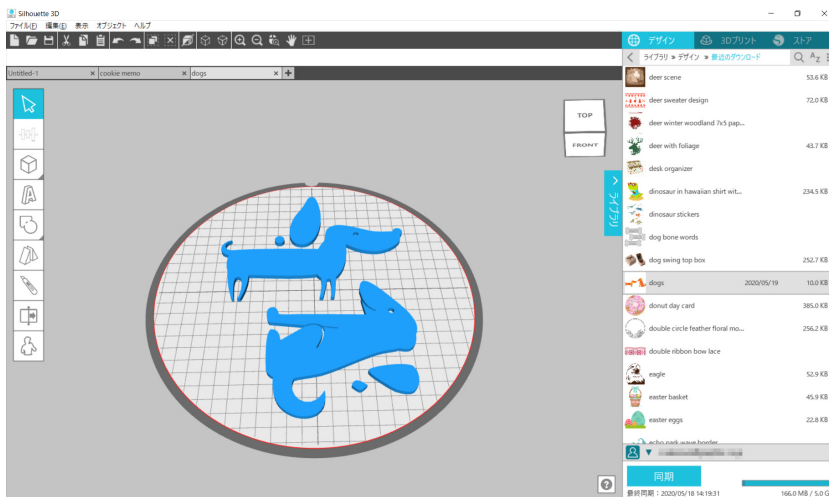 Silhouette 3D
ファイル(F) 編集(E) 表示 オブジェクト ヘルプ
デザイン 3Dプリント ストア
ライブラリ » デザイン » 最近のダウンロード
Untitled-1 × cookie memo × dogs ×
TOP
FRONT
ライブラリ
deer scene 53.6 KB
deer sweater design 72.0 KB
deer winter woodland 7x5 pap...
deer with foliage 43.7 KB
desk organizer
dinosaur in hawaiian shirt wit... 234.5 KB
dinosaur stickers
dog bone words
dog swing top box 252.7 KB
dogs 2020/05/19 10.0 KB
donut day card 385.0 KB
double circle feather floral mo... 256.2 KB
double ribbon bow lace
eagle 52.9 KB
easter basket 45.9 KB
easter eggs 22.8 KB
echo park wave border
同期
最終同期：2020/05/18 14:19:31 166.0 MB / 5.0 G